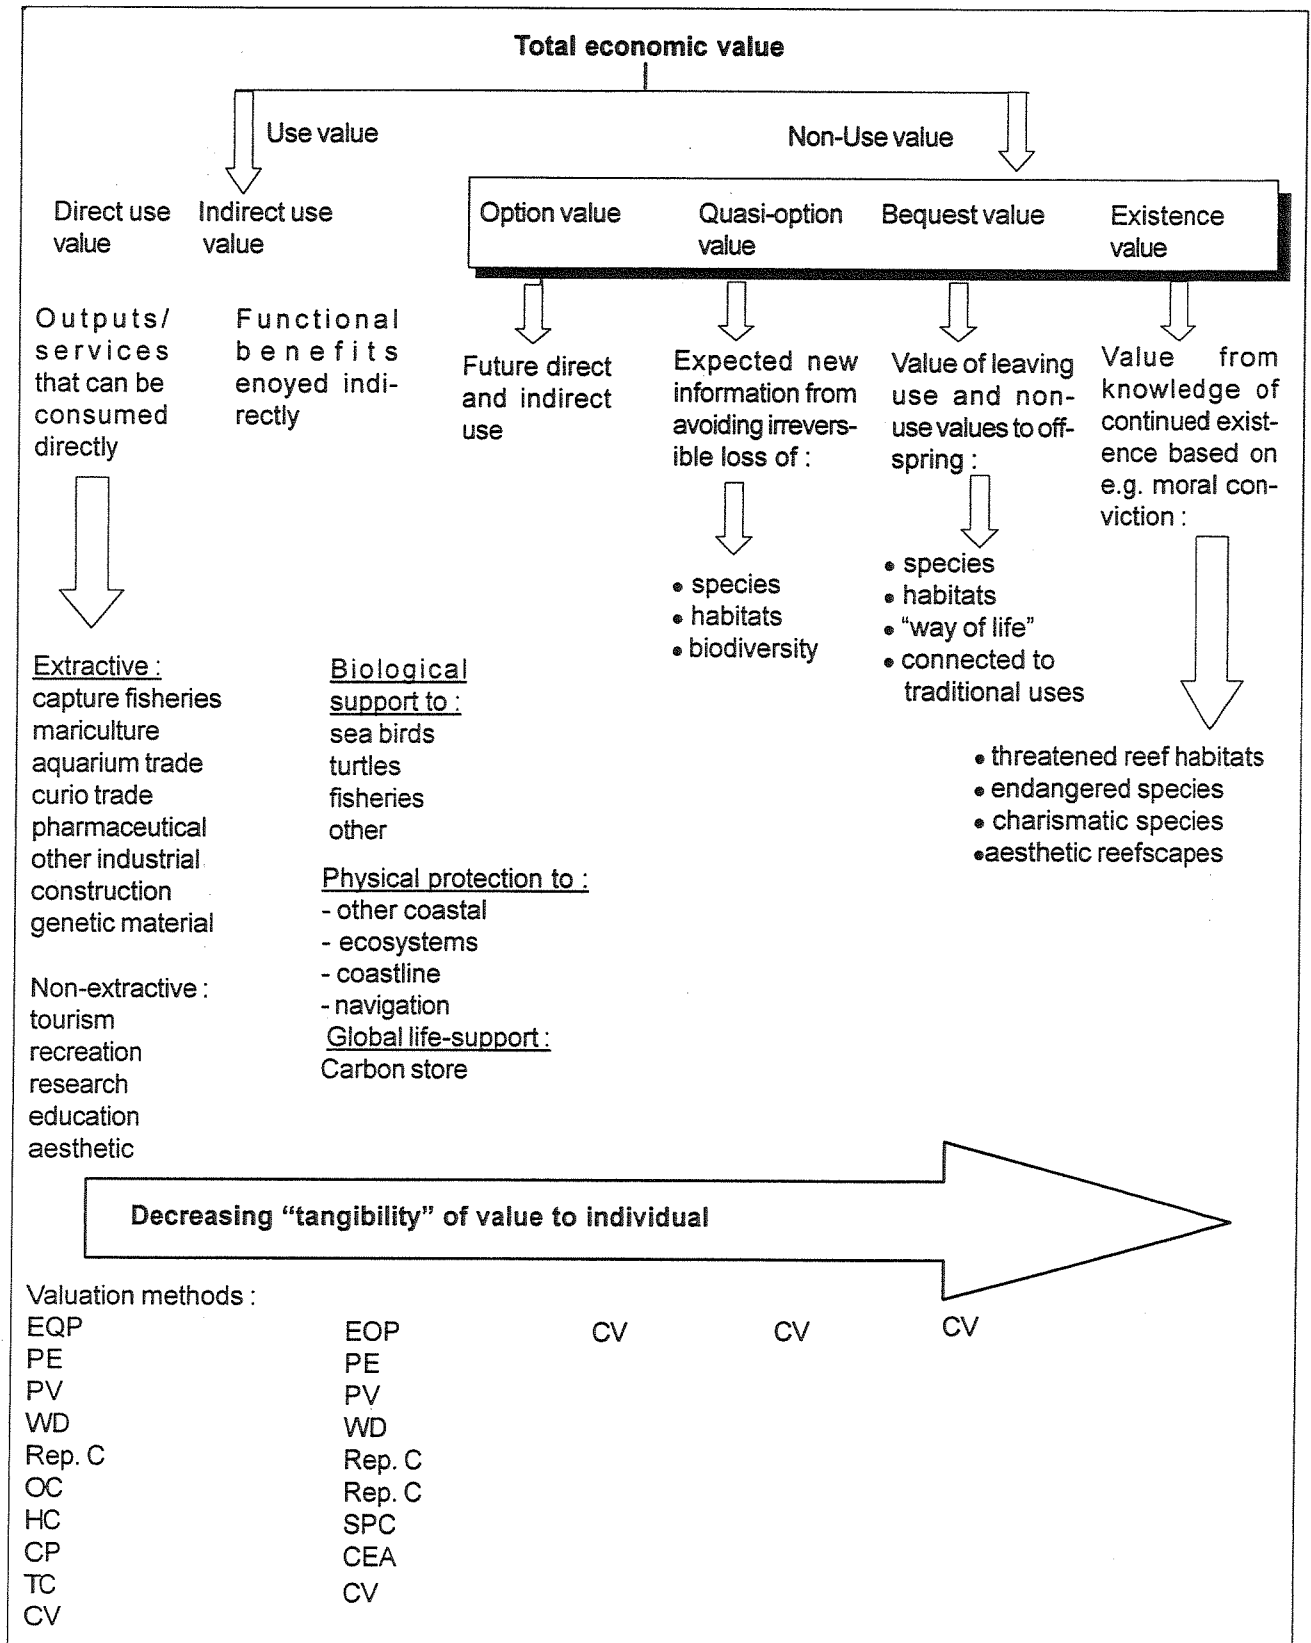 Total economic value
Use value
Non-Use value
Direct use
value
Indirect use
value
Option value
Quasi-option
value
Bequest value
Existence
value
Outputs/
services
that can be
consumed
directly
Functional
benefits
enoyed indi-
rectly
Future direct
and indirect
use
Expected new
information from
avoiding irrevers-
ible loss of :
Value of leaving
use and non-
use values to off-
spring :
Value from
knowledge of
continued exist-
ence based on
e.g. moral con-
viction :
• species
• habitats
• biodiversity
• species
• habitats
• "way of life"
• connected to
traditional uses
• threatened reef habitats
• endangered species
• charismatic species
•aesthetic reefscapes
Extractive :
capture fisheries
mariculture
aquarium trade
curio trade
pharmaceutical
other industrial
construction
genetic material
Non-extractive :
tourism
recreation
research
education
aesthetic
Biological
support to :
sea birds
turtles
fisheries
other
Physical protection to :
- other coastal
- ecosystems
- coastline
- navigation
Global life-support :
Carbon store
Decreasing "tangibility" of value to individual
Valuation methods :
EQP
PE
PV
WD
Rep. C
OC
HC
CP
TC
CV
EOP
PE
PV
WD
Rep. C
Rep. C
SPC
CEA
CV
CV
CV
CV